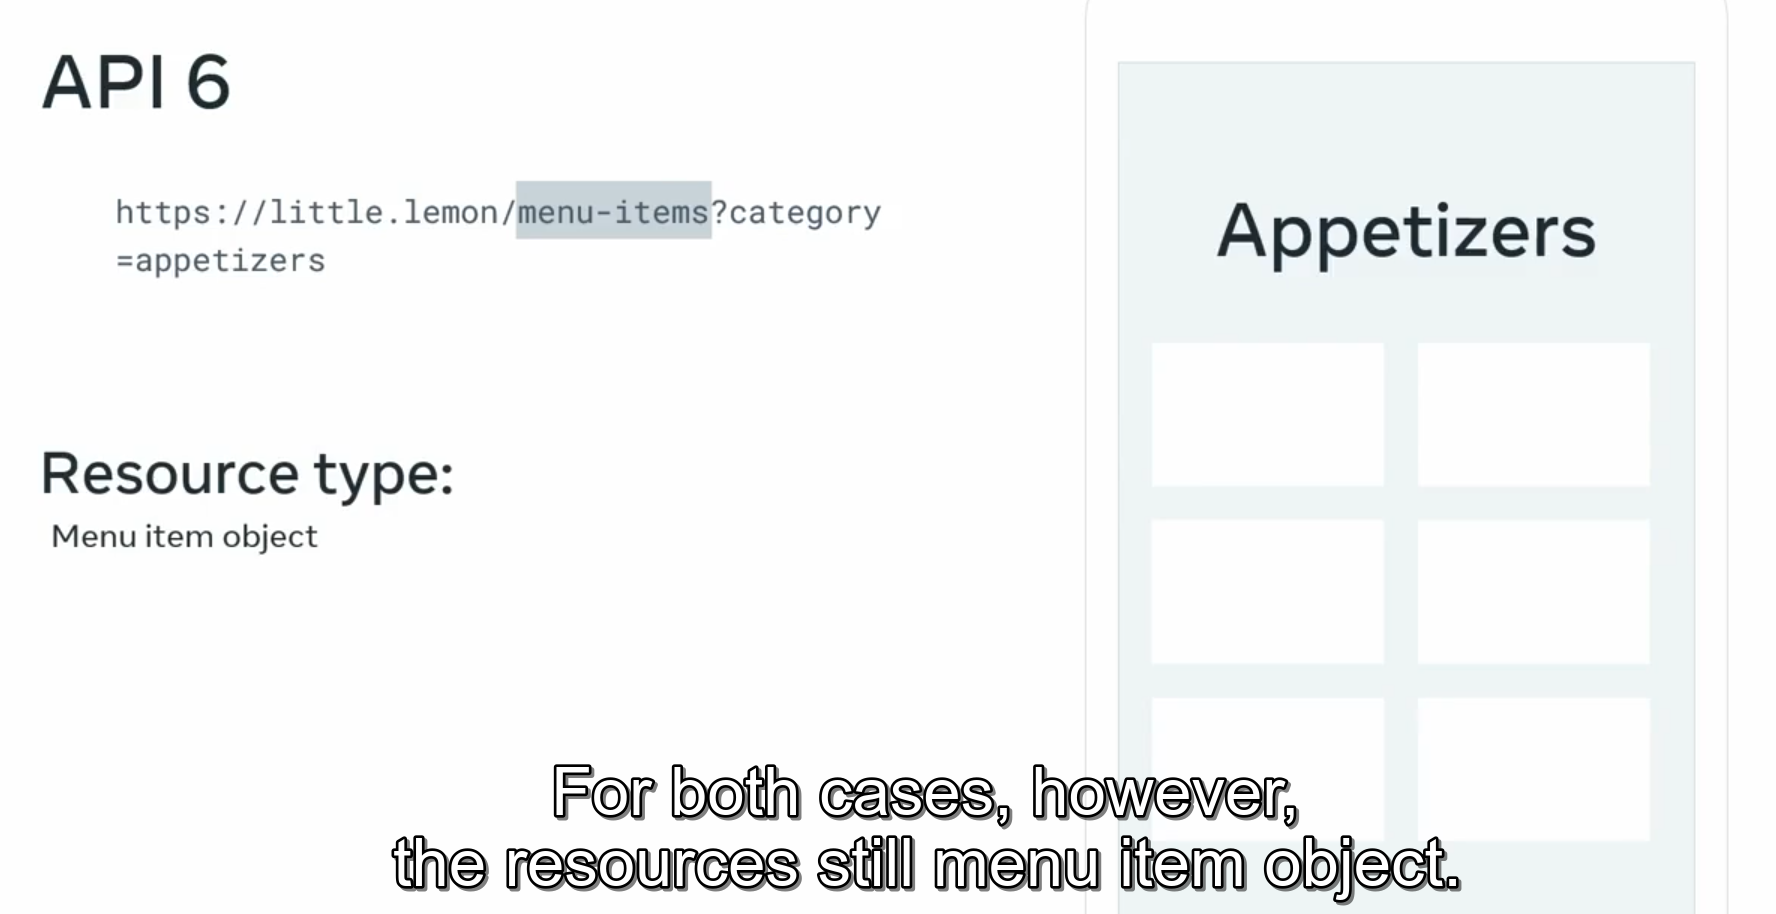 API 6
https://little.lemon/menu-items?category
=appetizers
Resource type:
Menu item object
Appetizers
For both cases, however,
the resources still menu item object.